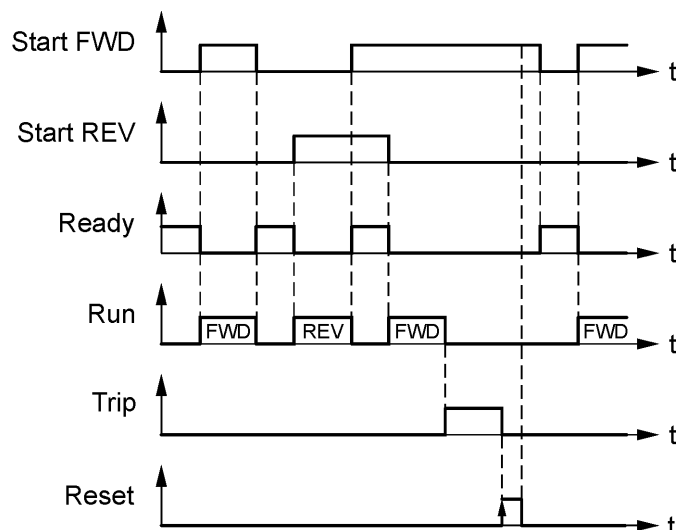 Start FWD
t
Start REV
t
Ready
t
Run
FWD
REV
FWD
FWD
t
Trip
t
Reset
t